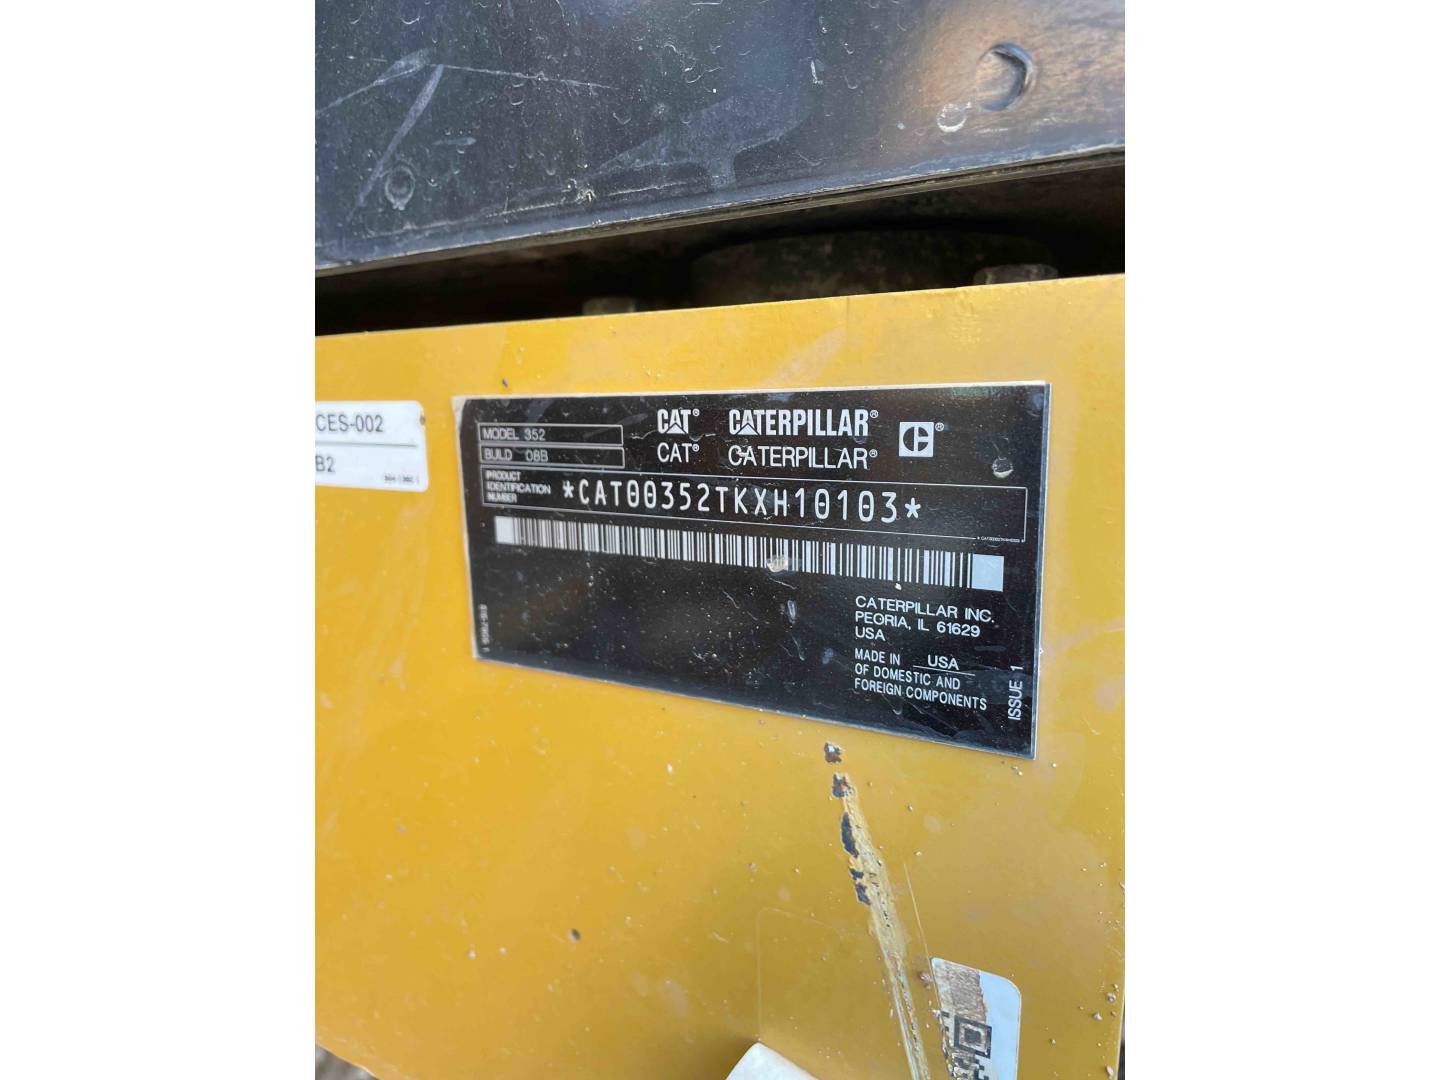 CES-002
B2
CAT® CATERPILLAR®
CAT® CATERPILLAR®
MODEL 352
BUILD 08B
PRODUCT
IDENTIFICATION
NUMBER
*CAT00352TKXH10103*
CATERPILLAR INC.
PEORIA, IL 61629
USA
MADE IN USA
OF DOMESTIC AND
FOREIGN COMPONENTS
ISSUE 1